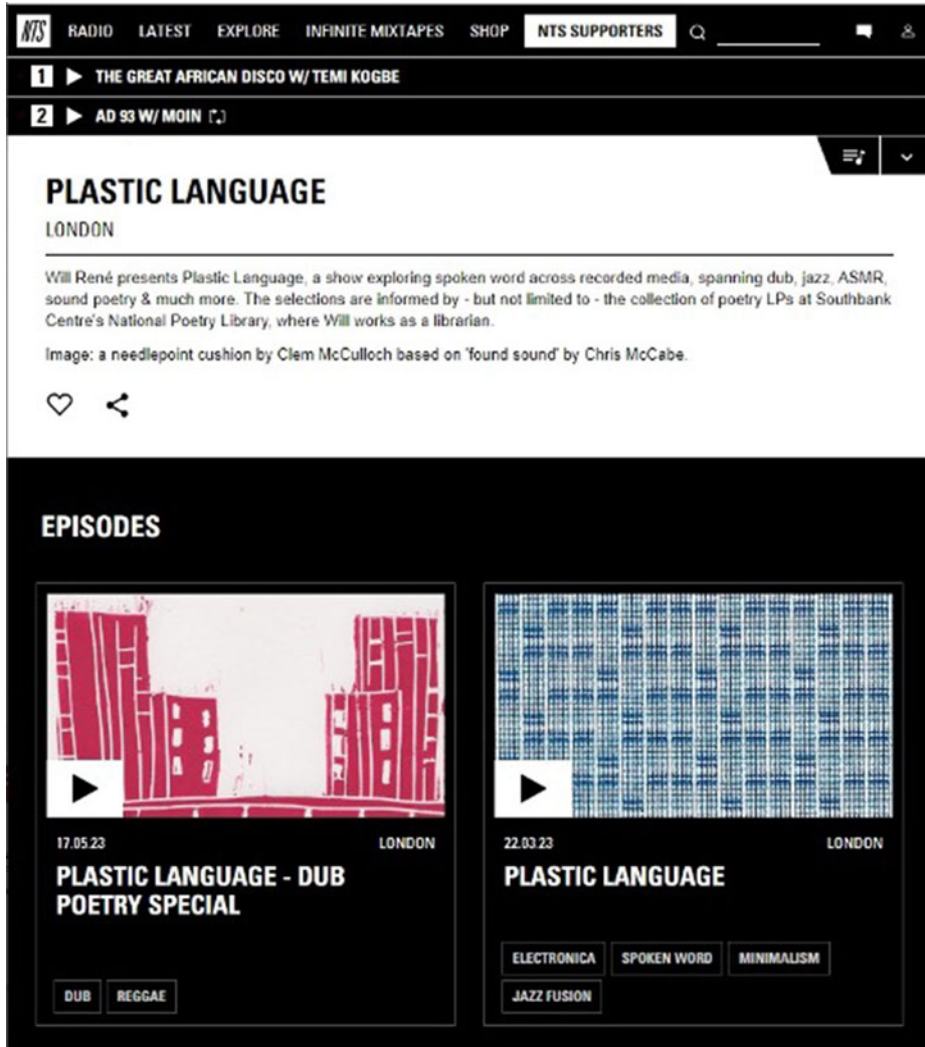 NTS RADIO LATEST EXPLORE INFINITE MIXTAPES SHOP NTS SUPPORTERS
1 THE GREAT AFRICAN DISCO W/ TEMI KOGBE
2 AD 93 W/ MOIN
PLASTIC LANGUAGE
LONDON
Will René presents Plastic Language, a show exploring spoken word across recorded media, spanning dub, jazz, ASMR,
sound poetry & much more. The selections are informed by - but not limited to - the collection of poetry LPs at Southbank
Centre's National Poetry Library, where Will works as a librarian.
Image: a needlepoint cushion by Clem McCulloch based on 'found sound' by Chris McCabe.
EPISODES
17.05.23 LONDON
PLASTIC LANGUAGE - DUB
POETRY SPECIAL
DUB REGGAE
22.03.23 LONDON
PLASTIC LANGUAGE
ELECTRONICA SPOKEN WORD MINIMALISM
JAZZ FUSION